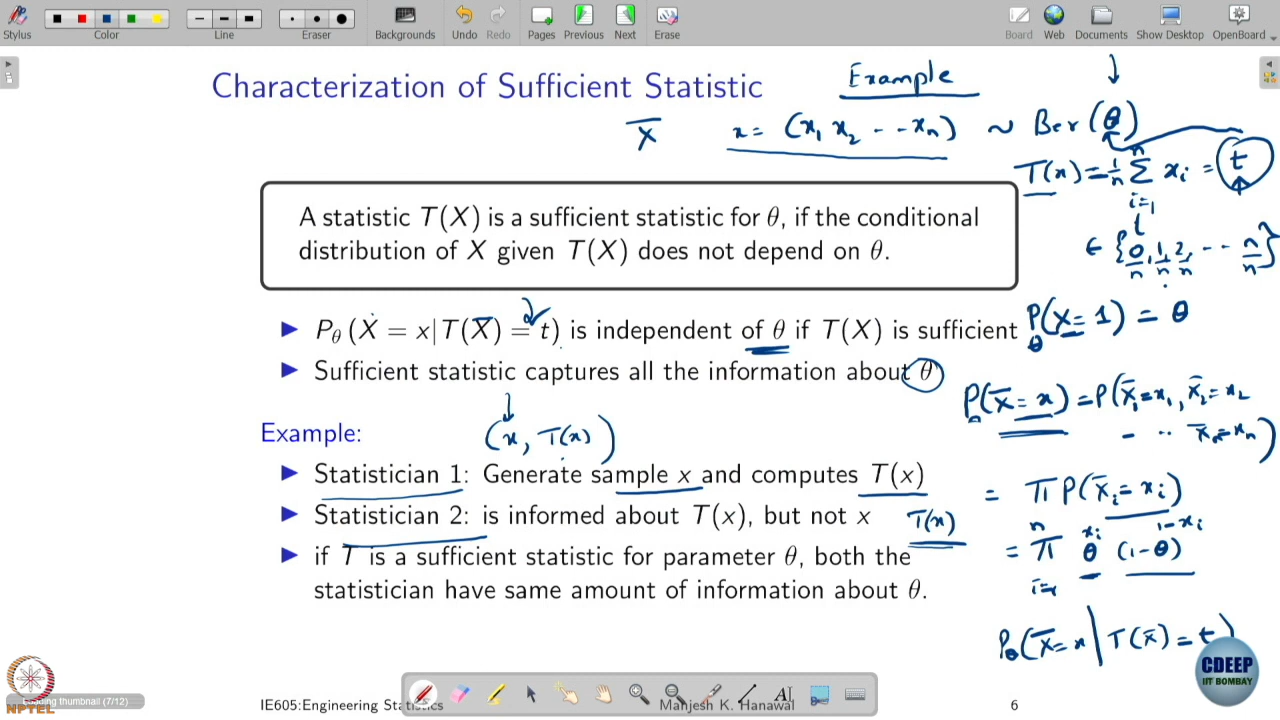 Stylus
Color
Line
Eraser
Backgrounds
Undo
Redo
Pages
Previous
Next
Erase
Board
Web
Documents
Show Desktop
OpenBoard
Characterization of Sufficient Statistic
Example
X̅ x = (x₁ x₂ - - xₙ) ~ Ber(θ)
T(x) = 1/n Σ xᵢ = t
n
i=1
∈ {0/n, 1/n, 2/n, - - n/n}
A statistic T(X) is a sufficient statistic for θ, if the conditional
distribution of X given T(X) does not depend on θ.
▶ Pθ (X = x| T(X) = t) is independent of θ if T(X) is sufficient
▶ Sufficient statistic captures all the information about θ
Pθ(X = 1) = θ
P(X̅ = x) = P(X̅₁ = x₁, X̅₂ = x₂
- - X̅ₙ = xₙ)
Example:
(x, T(x))
▶ Statistician 1: Generate sample x and computes T(x)
▶ Statistician 2: is informed about T(x), but not x
T(x)
▶ if T is a sufficient statistic for parameter θ, both the
statistician have same amount of information about θ.
= Π P(X̅ᵢ = xᵢ)
= Π θ^xᵢ (1-θ)^1-xᵢ
n
i=1
Pθ(X̅ = x | T(X̅) = t)
CDEEP
IIT BOMBAY
NPTEL
thumbnail (7/12)
IE605:Engineering Statistics
Manjesh K. Hanawal
6